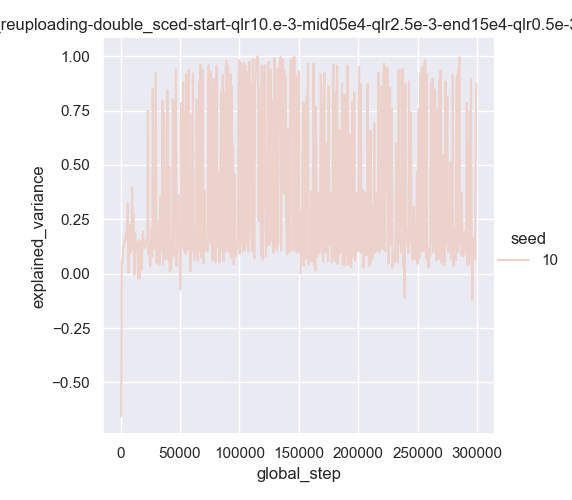 _reuploading-double_sced-start-qlr10.e-3-mid05e4-qlr2.5e-3-end15e4-qlr0.5e-3
1.00
0.75
0.50
0.25
0.00
−0.25
−0.50
explained_variance
0 50000 100000 150000 200000 250000 300000
global_step
seed
10